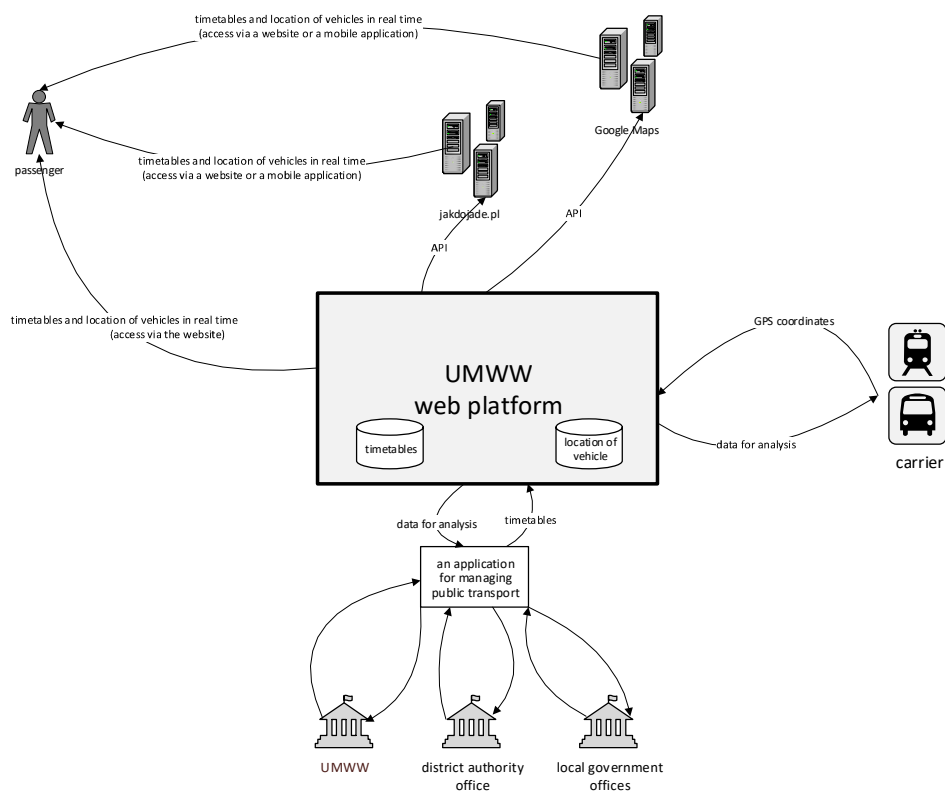 timetables and location of vehicles in real time
(access via a website or a mobile application)
Google Maps
passenger
timetables and location of vehicles in real time
(access via a website or a mobile application)
jakdojade.pl
API
API
timetables and location of vehicles in real time
(access via the website)
GPS coordinates
UMWW
web platform
timetables
location of
vehicle
data for analysis
carrier
data for analysis
timetables
an application
for managing
public transport
UMWW
district authority
office
local government
offices